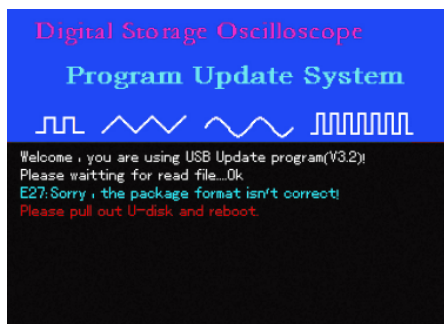 Digital Storage Oscilloscope
Program Update System
Welcome , you are using USB Update program(V3.2)!
Please waitting for read file....Ok
E27:Sorry , the package format isn't correct!
Please pull out U-disk and reboot.